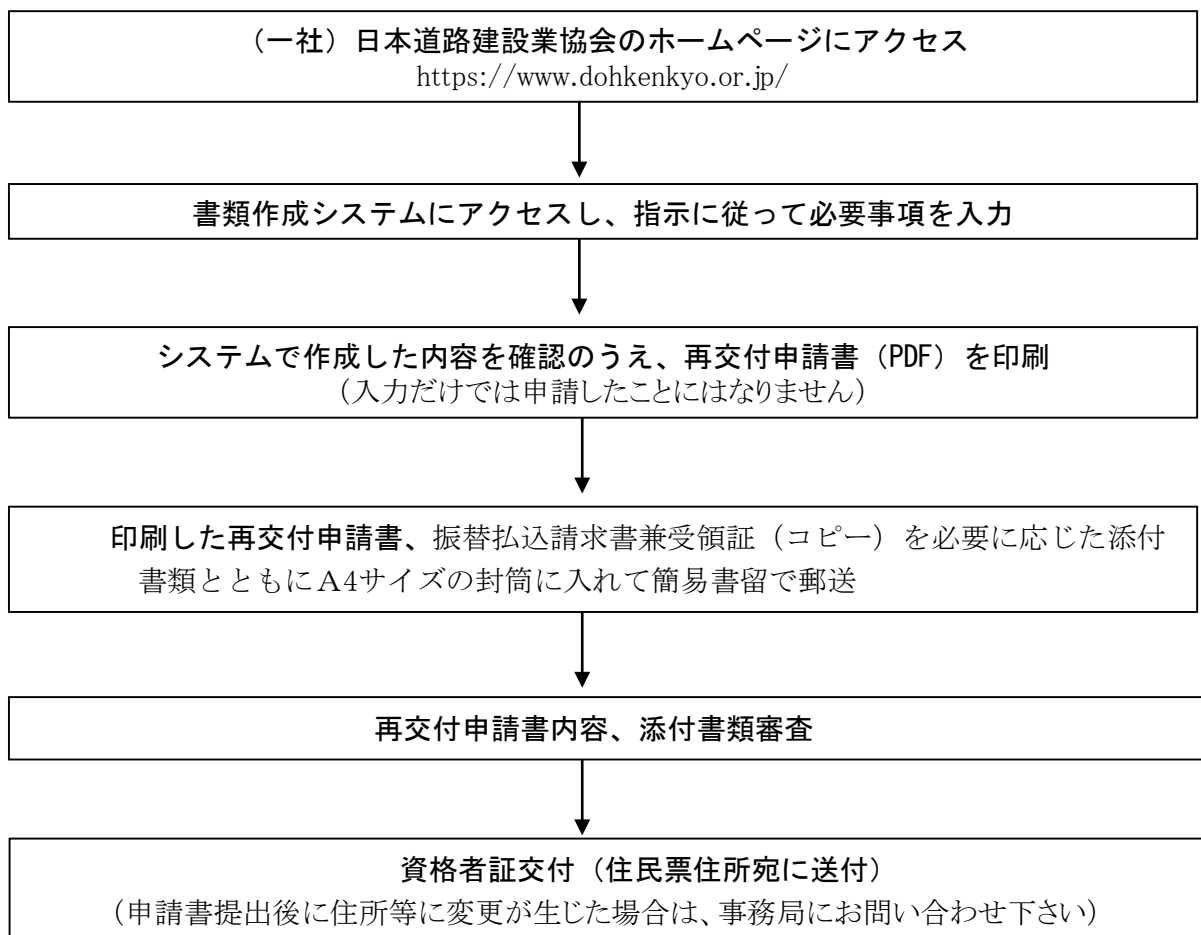 （一社）日本道路建設業協会のホームページにアクセス
https://www.dohkenkyo.or.jp/
書類作成システムにアクセスし、指示に従って必要事項を入力
システムで作成した内容を確認のうえ、再交付申請書（PDF）を印刷
（入力だけでは申請したことにはなりません）
印刷した再交付申請書、振替払込請求書兼受領証（コピー）を必要に応じた添付
書類とともにＡ4サイズの封筒に入れて簡易書留で郵送
再交付申請書内容、添付書類審査
資格者証交付（住民票住所宛に送付）
（申請書提出後に住所等に変更が生じた場合は、事務局にお問い合わせ下さい）